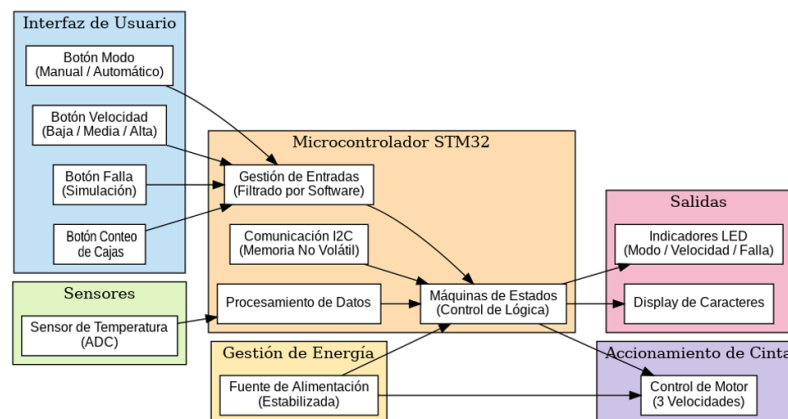 Interfaz de Usuario
Botón Modo
(Manual / Automático)
Botón Velocidad
(Baja / Media / Alta)
Botón Falla
(Simulación)
Botón Conteo
de Cajas
Sensores
Sensor de Temperatura
(ADC)
Microcontrolador STM32
Gestión de Entradas
(Filtrado por Software)
Comunicación I2C
(Memoria No Volátil)
Procesamiento de Datos
Máquinas de Estados
(Control de Lógica)
Gestión de Energía
Fuente de Alimentación
(Estabilizada)
Salidas
Indicadores LED
(Modo / Velocidad / Falla)
Display de Caracteres
Accionamiento de Cinta
Control de Motor
(3 Velocidades)